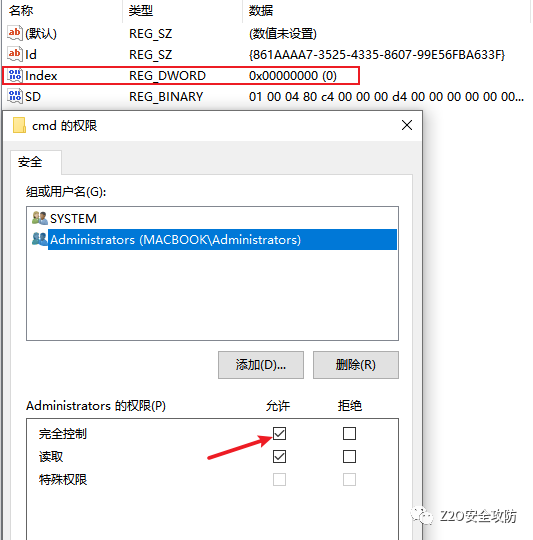 名称 类型 数据
(默认) REG_SZ (数值未设置)
Id REG_SZ {861AAAA7-3525-4335-8607-99E56FBA633F}
Index REG_DWORD 0x00000000 (0)
SD REG_BINARY 01 00 04 80 c4 00 00 00 d4 00 00 00 00 00 00...
cmd 的权限
安全
组或用户名(G):
SYSTEM
Administrators (MACBOOK\Administrators)
添加(D)... 删除(R)
Administrators 的权限(P) 允许 拒绝
完全控制
读取
特殊权限
Z2O安全攻防